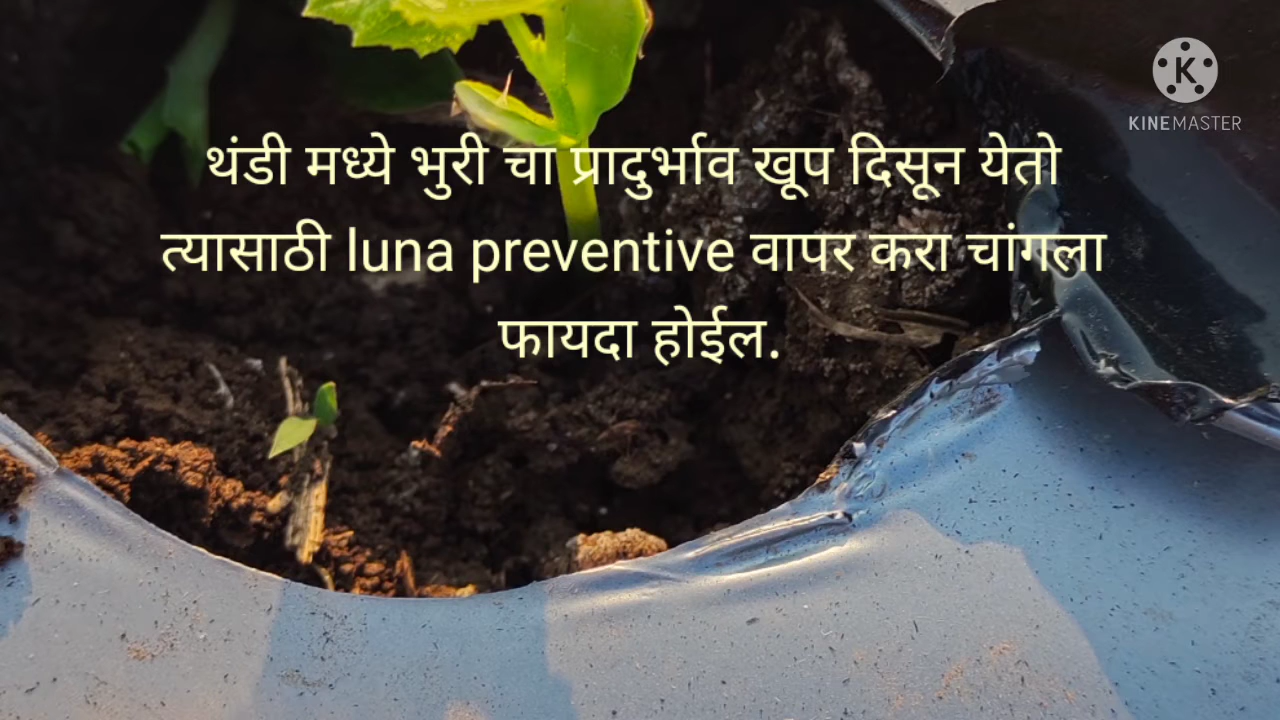 KINEMASTER
थंडी मध्ये भुरी चा प्रादुर्भाव खूप दिसून येतो
त्यासाठी luna preventive वापर करा चांगला
फायदा होईल.